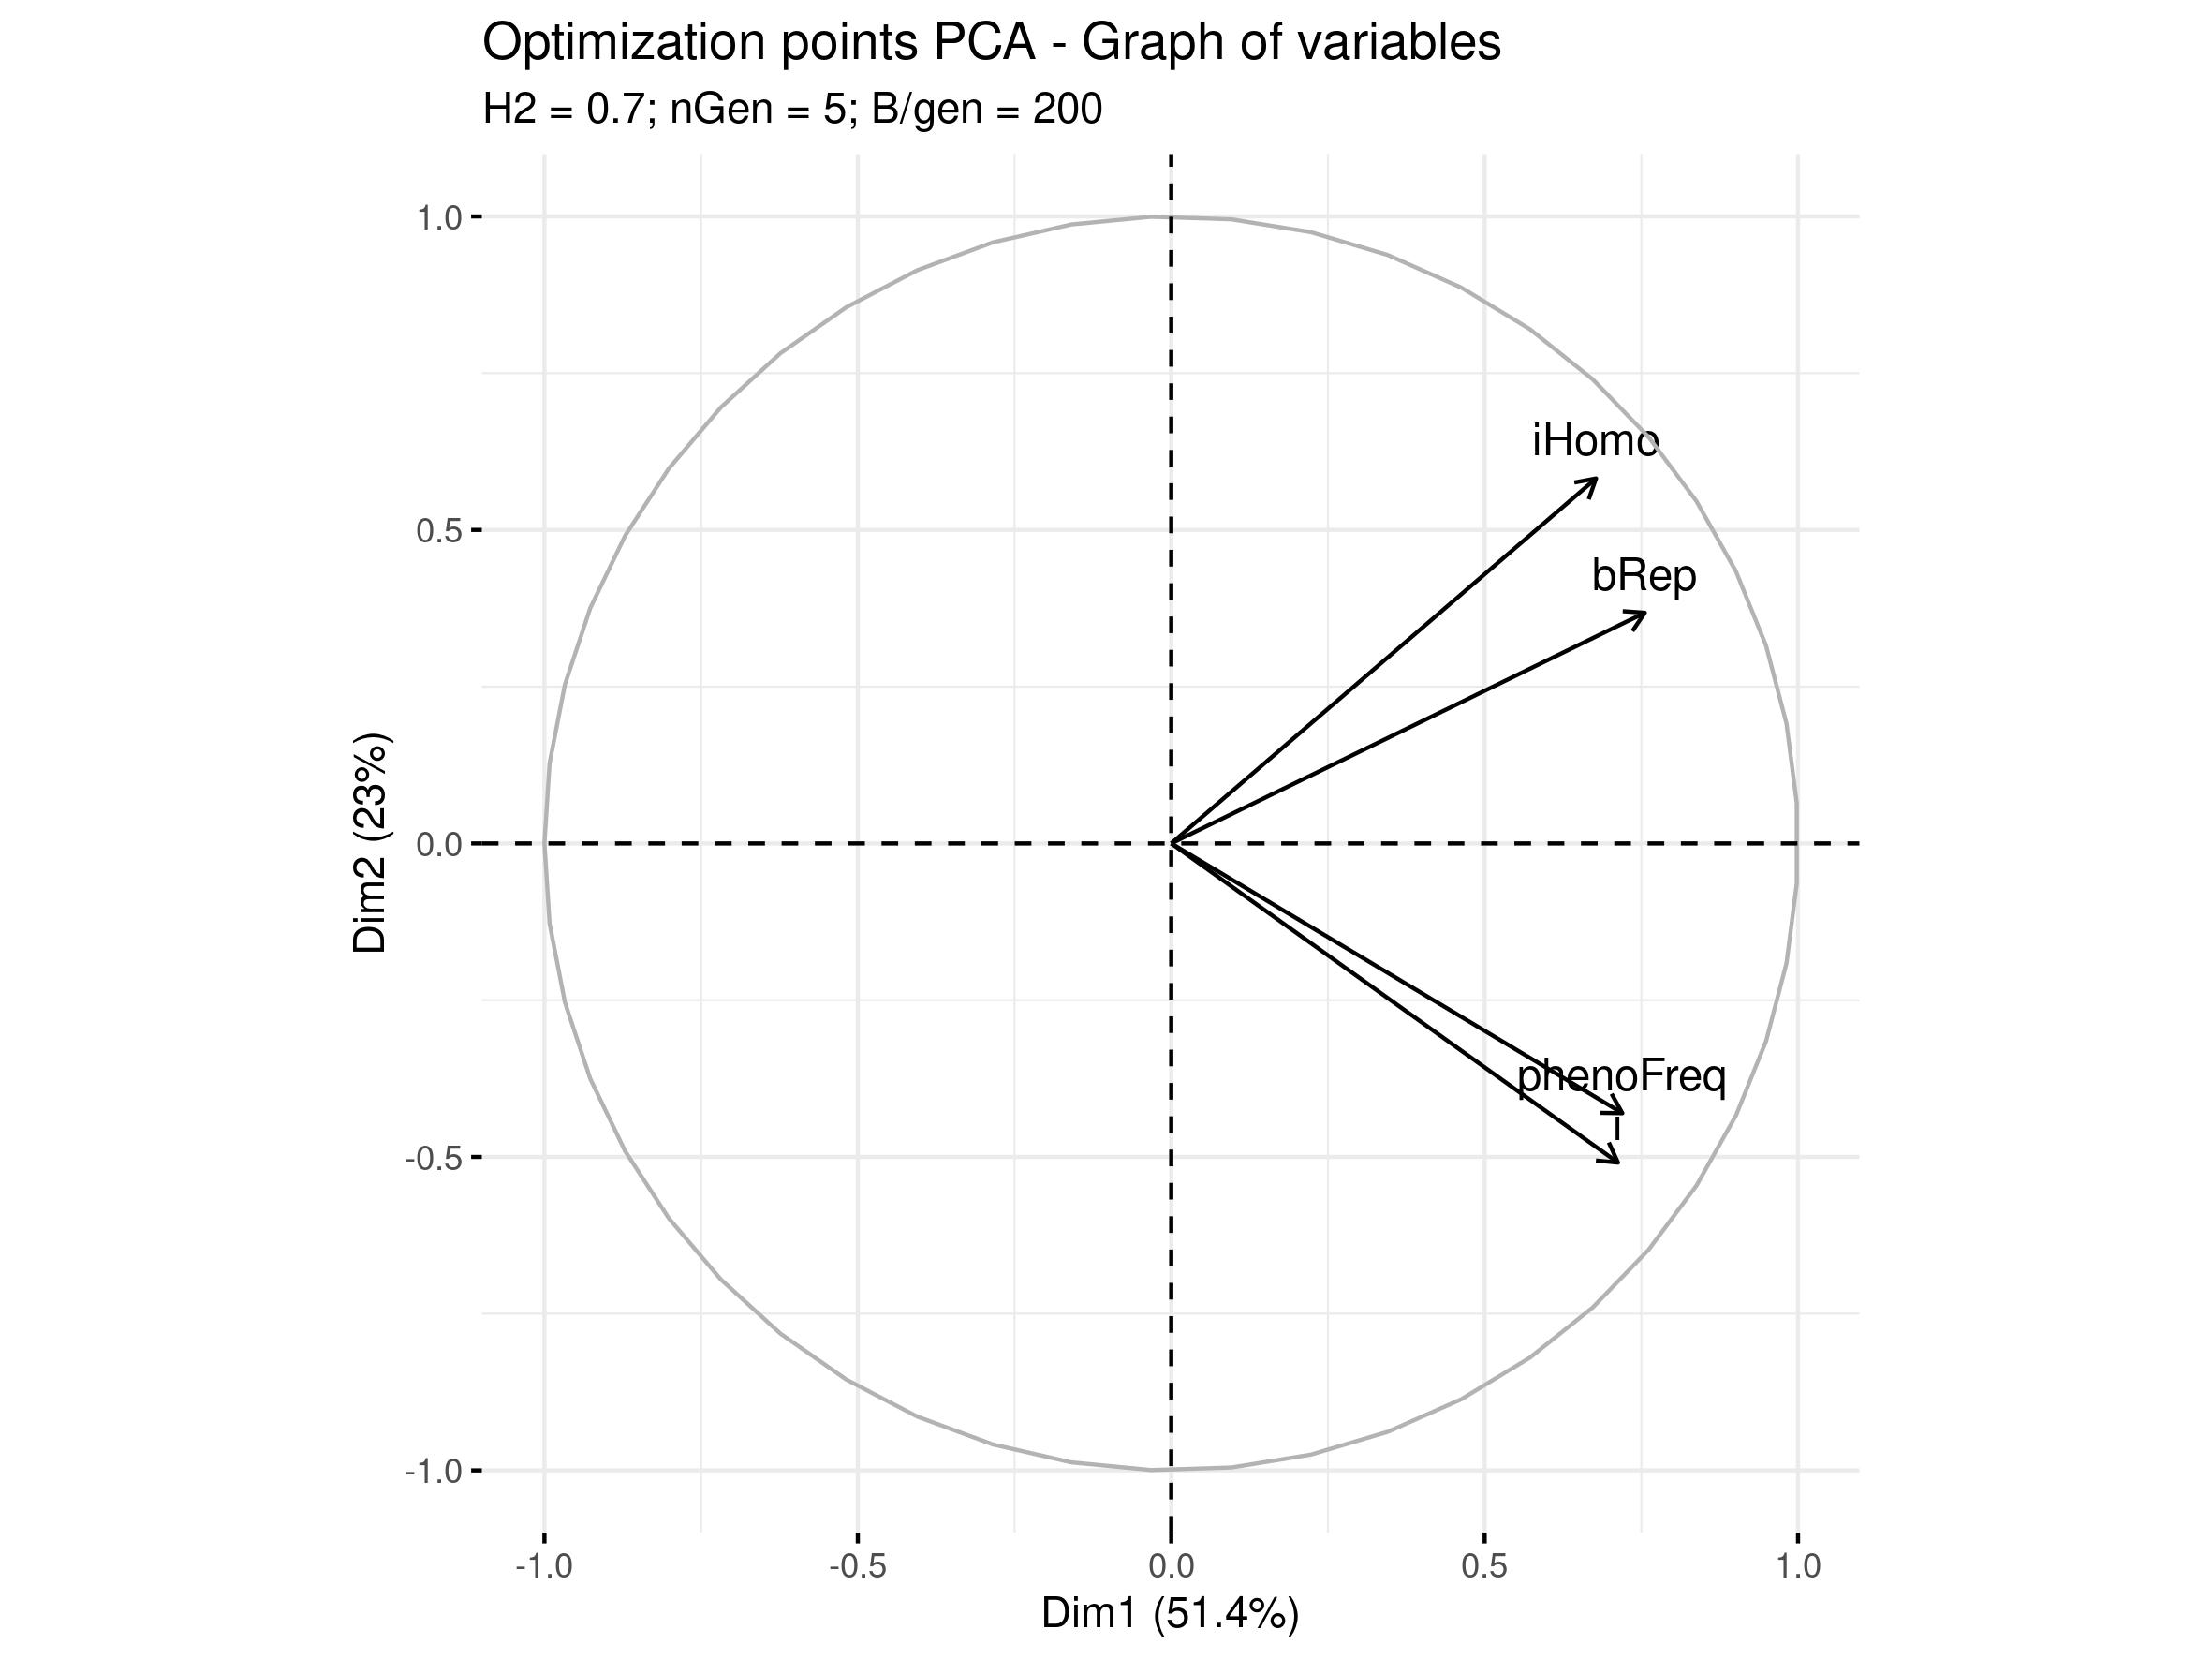 Optimization points PCA - Graph of variables
H2 = 0.7; nGen = 5; B/gen = 200
Dim2 (23%)
1.0
0.5
0.0
-0.5
-1.0
iHomo
bRep
phenoFreq
i
-1.0
-0.5
0.0
0.5
1.0
Dim1 (51.4%)